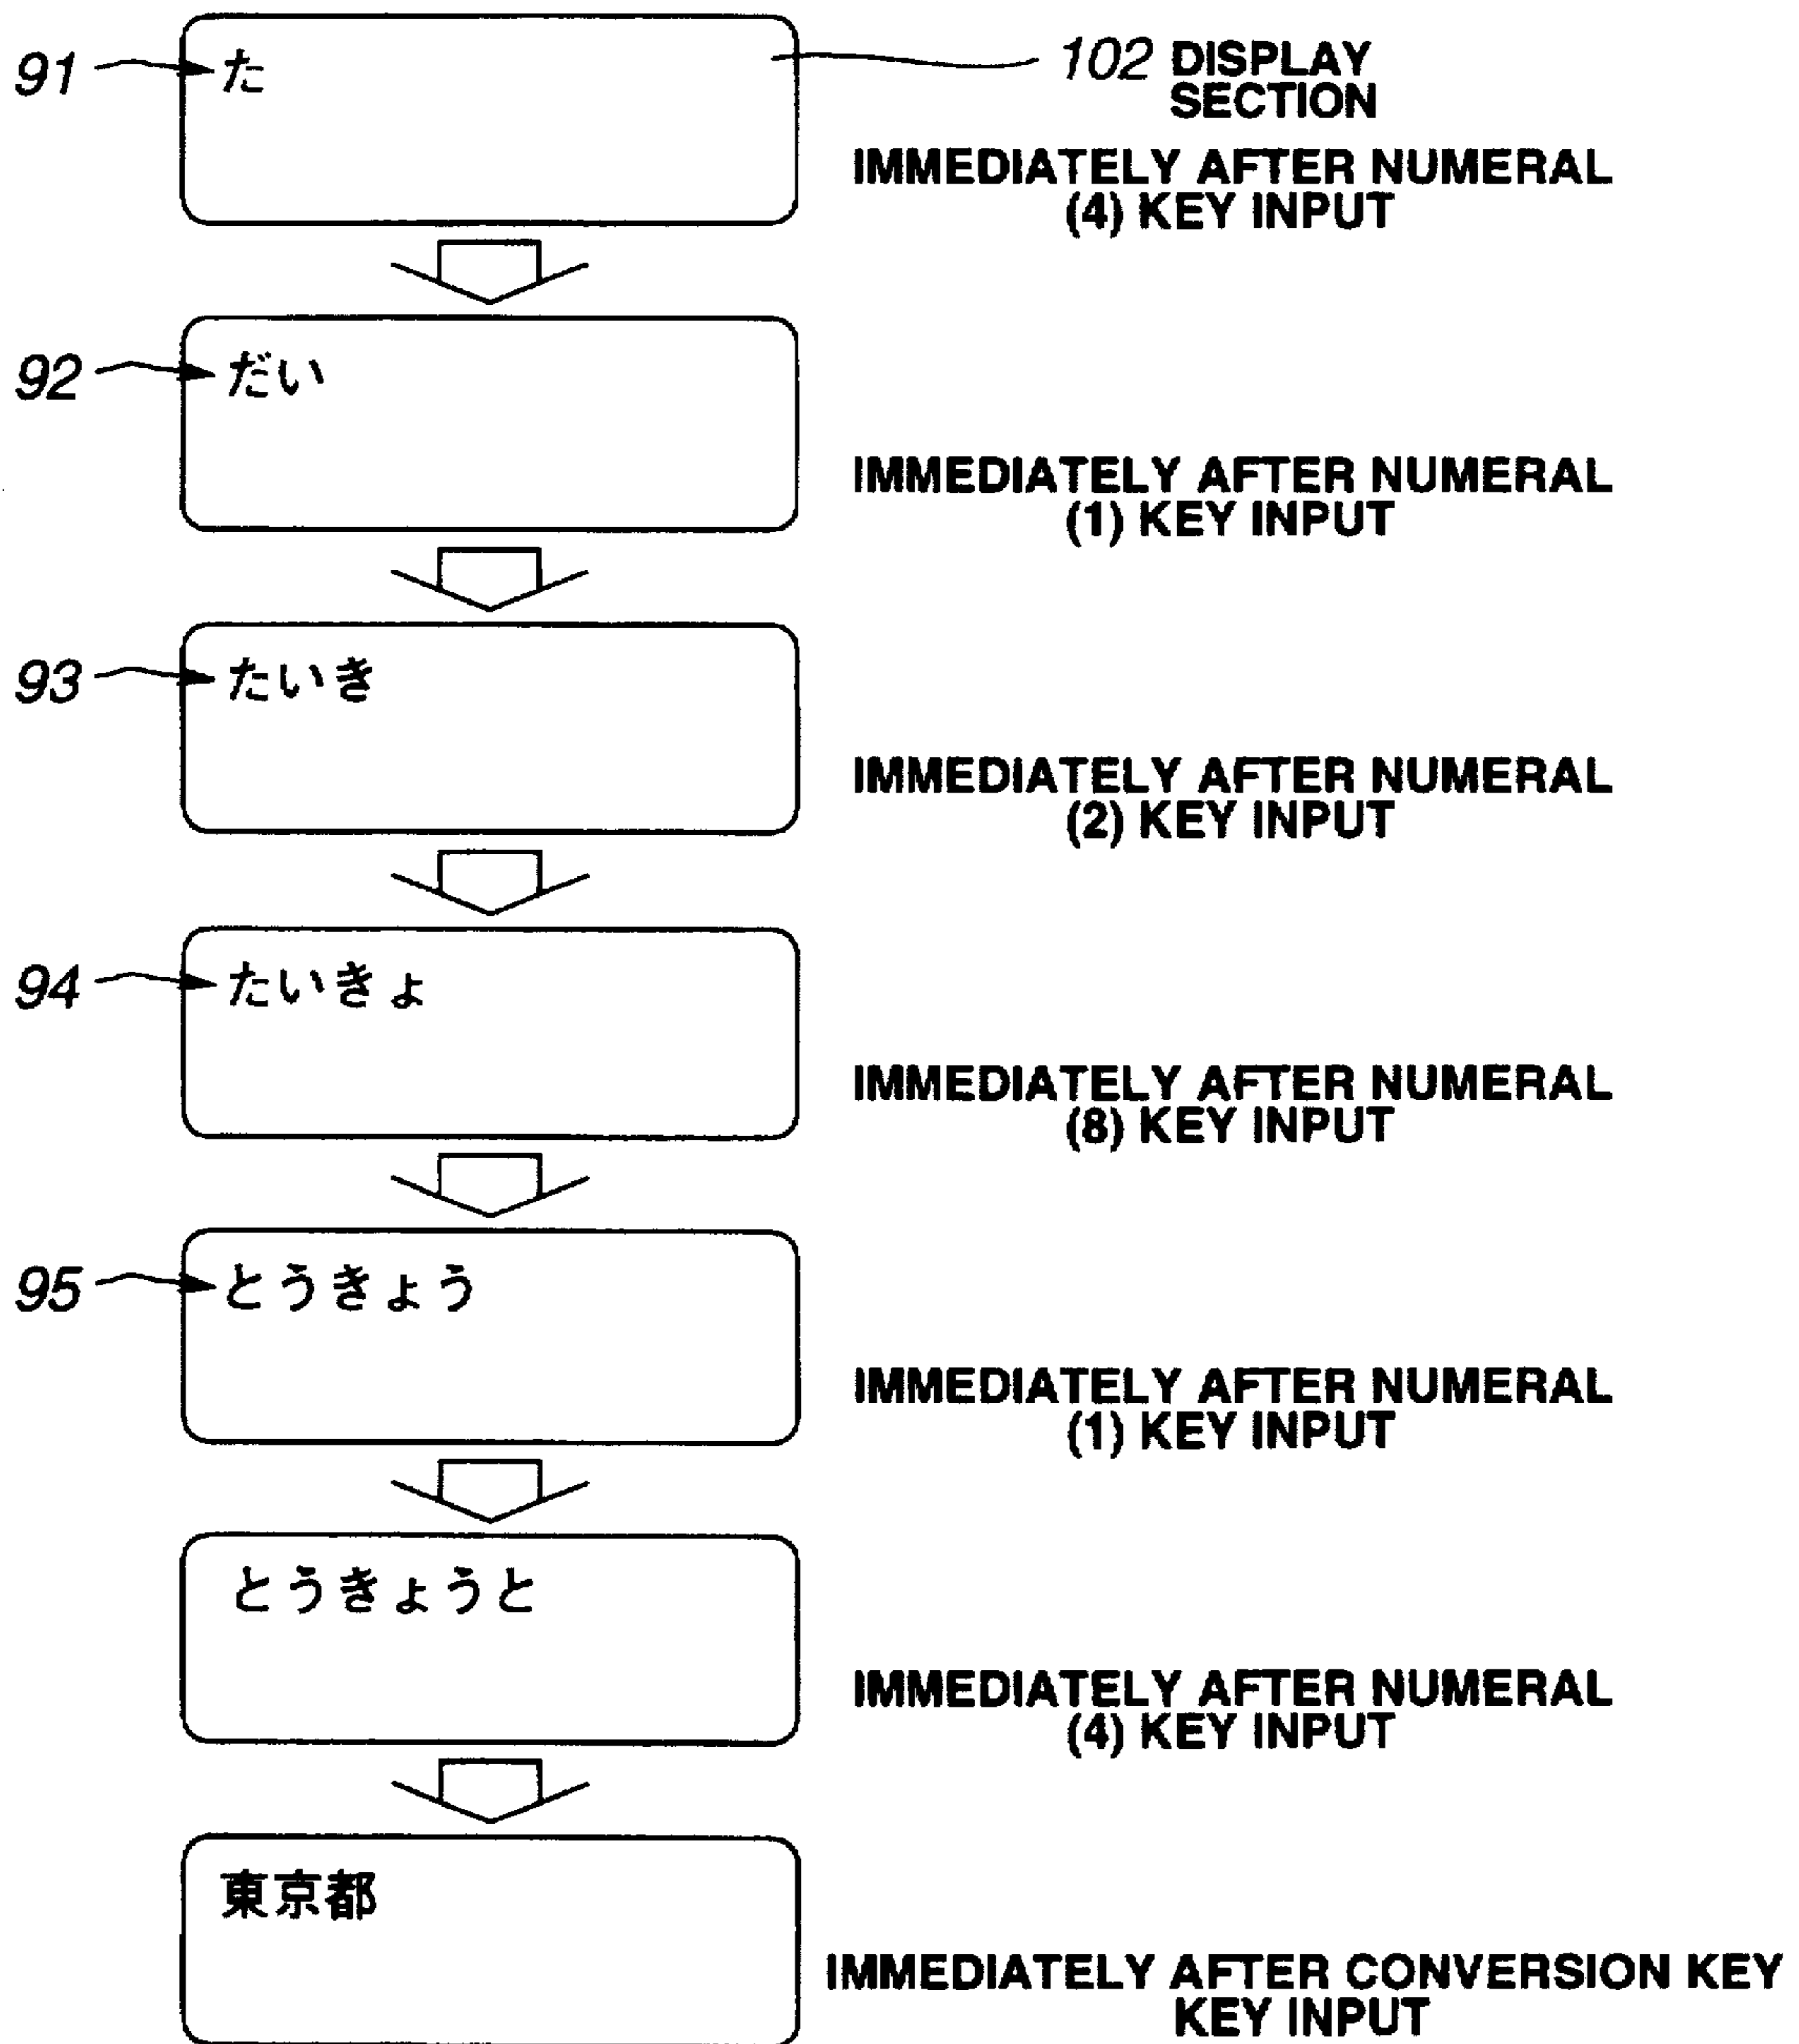 91 た
102 DISPLAY
SECTION
IMMEDIATELY AFTER NUMERAL
(4) KEY INPUT
92 だい
IMMEDIATELY AFTER NUMERAL
(1) KEY INPUT
93 たいき
IMMEDIATELY AFTER NUMERAL
(2) KEY INPUT
94 たいきょ
IMMEDIATELY AFTER NUMERAL
(8) KEY INPUT
95 とうきょう
IMMEDIATELY AFTER NUMERAL
(1) KEY INPUT
とうきょうと
IMMEDIATELY AFTER NUMERAL
(4) KEY INPUT
東京都
IMMEDIATELY AFTER CONVERSION KEY
KEY INPUT